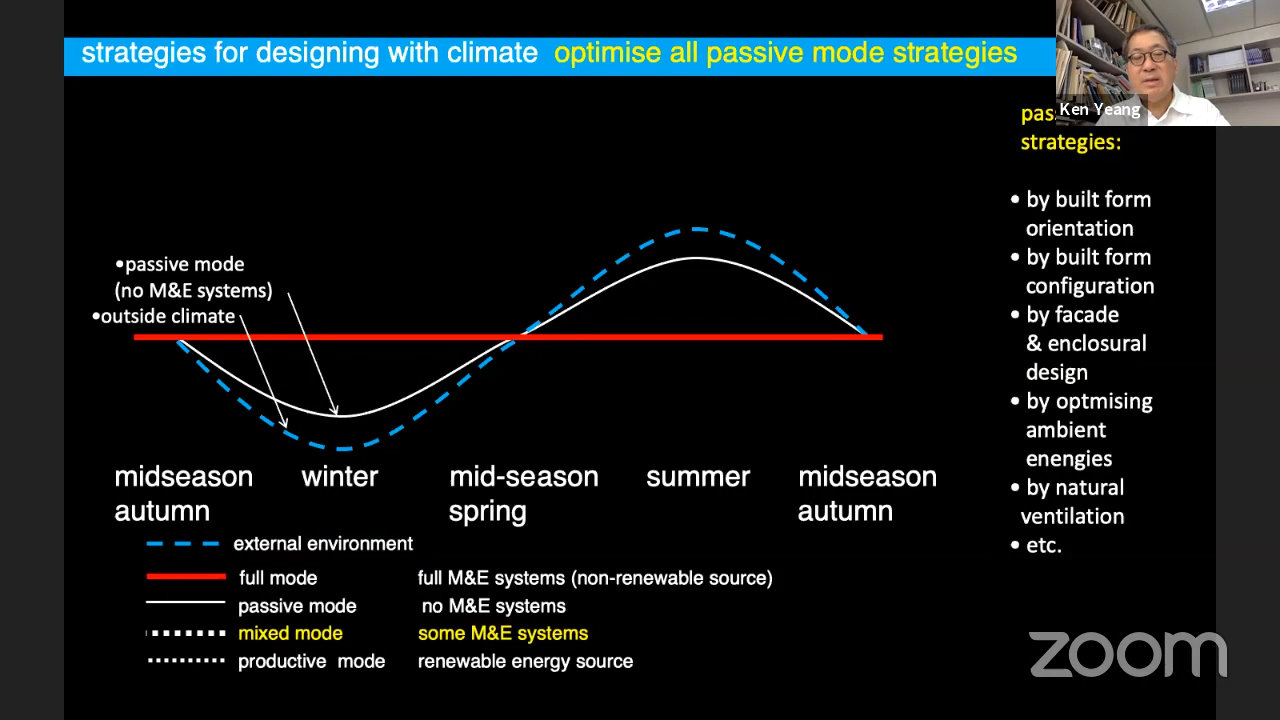 strategies for designing with climate optimise all passive mode strategies
Ken Yeang
strategies:
• by built form
orientation
• by built form
configuration
• by facade
& enclosural
design
• by optmising
ambient
energies
• by natural
ventilation
• etc.
•passive mode
(no M&E systems)
•outside climate
midseason winter mid-season summer midseason
autumn spring autumn
external environment
full mode full M&E systems (non-renewable source)
passive mode no M&E systems
mixed mode some M&E systems
productive mode renewable energy source
zoom